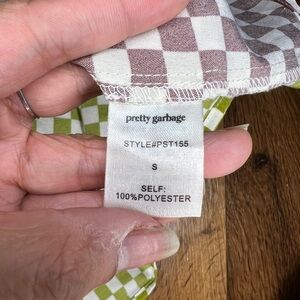 pretty garbage
STYLE#PST155
S
SELF:
100%POLYESTER